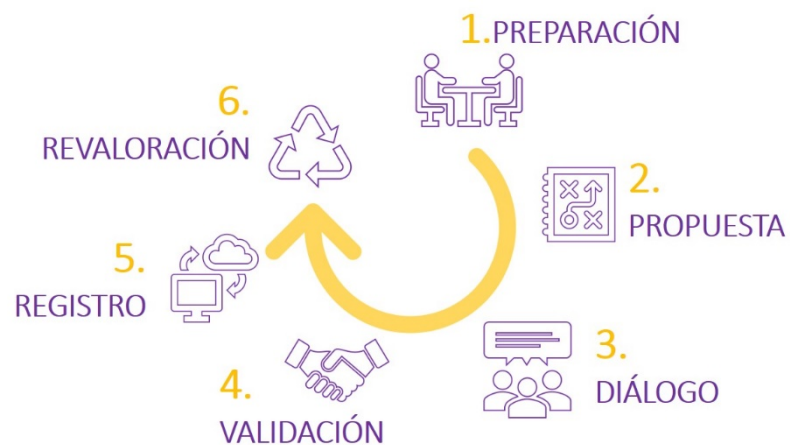 1.PREPARACIÓN
2.
PROPUESTA
3.
DIÁLOGO
4.
VALIDACIÓN
5.
REGISTRO
6.
REVALORACIÓN